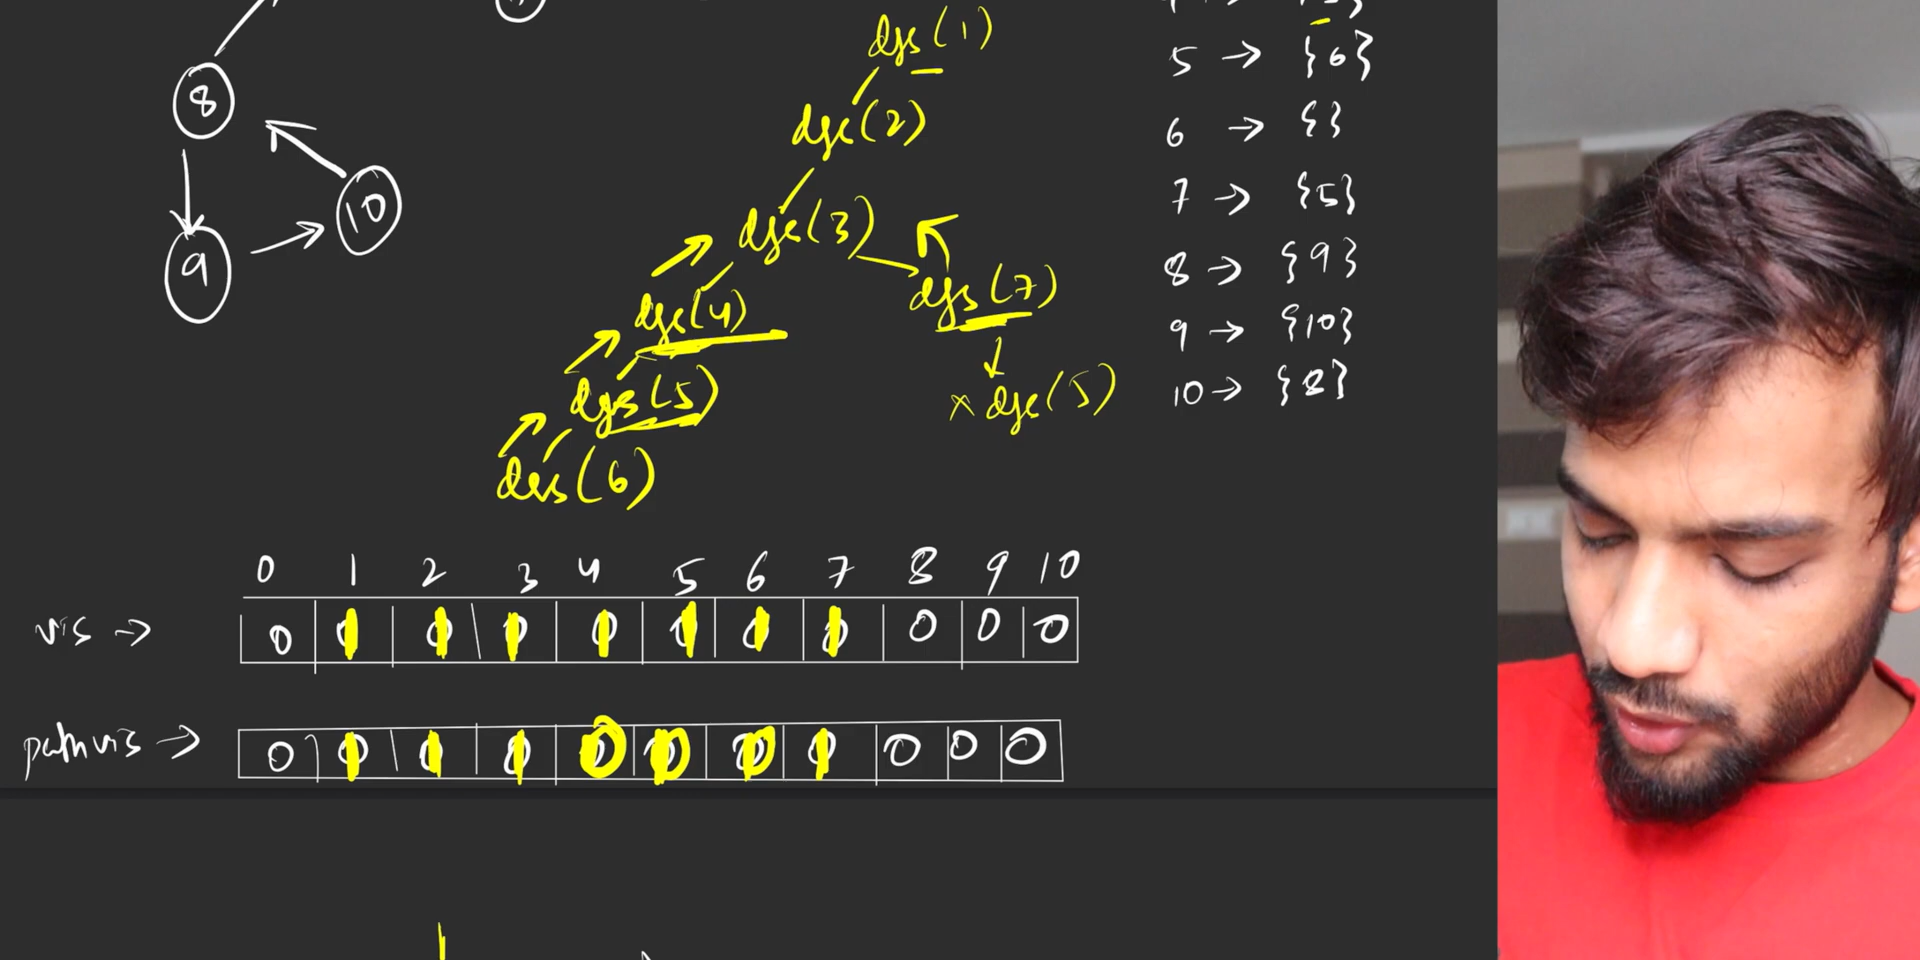 dfs(1)
dfs(2)
dfs(3)
dfs(4)
dfs(7)
dfs(5)
× dfs(5)
dfs(6)
5 → {6}
6 → { }
7 → {5}
8 → {9}
9 → {10}
10 → {8}
8
10
9
0 1 2 3 4 5 6 7 8 9 10
vis → 0 1 1 1 1 1 1 1 0 0 0
pathvis → 0 1 1 1 0 0 0 1 0 0 0